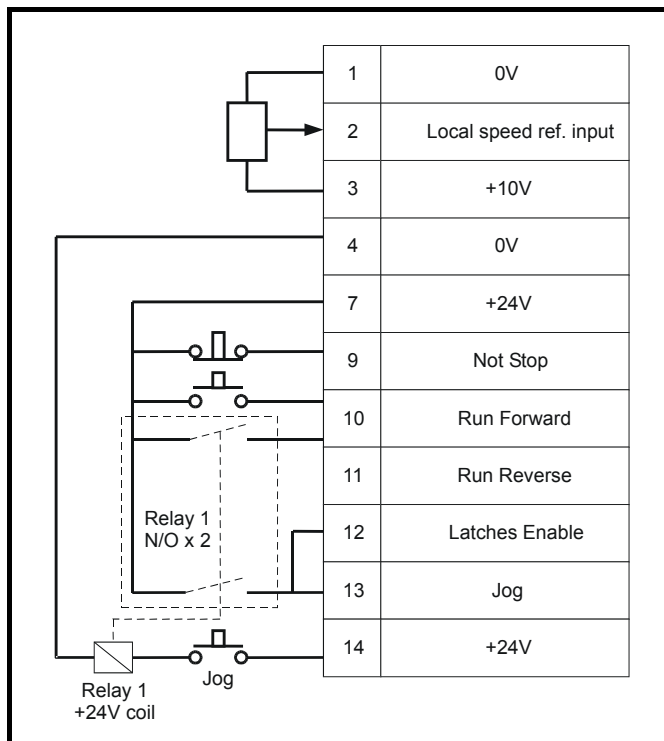 1 0V
2 Local speed ref. input
3 +10V
4 0V
7 +24V
9 Not Stop
10 Run Forward
11 Run Reverse
Relay 1
N/O x 2
12 Latches Enable
13 Jog
14 +24V
Jog
Relay 1
+24V coil